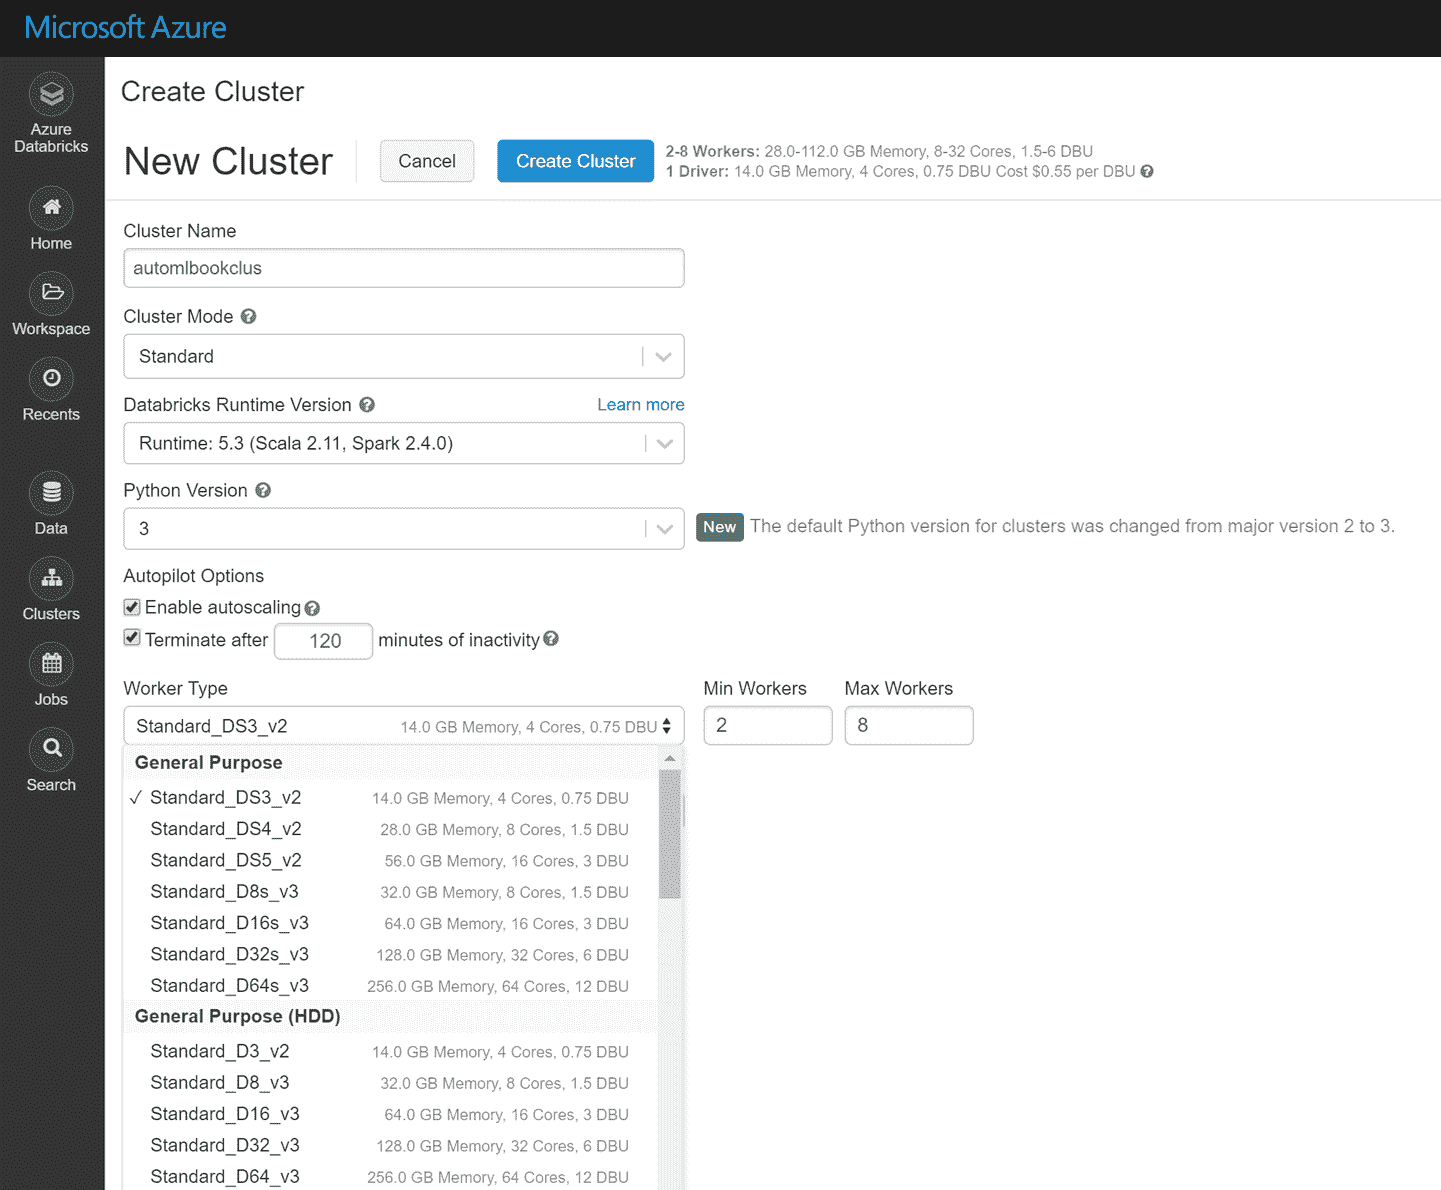 Microsoft Azure
Azure
Databricks
Home
Workspace
Recents
Data
Clusters
Jobs
Search
Create Cluster
New Cluster
Cancel
Create Cluster
2-8 Workers: 28.0-112.0 GB Memory, 8-32 Cores, 1.5-6 DBU
1 Driver: 14.0 GB Memory, 4 Cores, 0.75 DBU Cost $0.55 per DBU ?
Cluster Name
automlbookclus
Cluster Mode ?
Standard
Databricks Runtime Version ? Learn more
Runtime: 5.3 (Scala 2.11, Spark 2.4.0)
Python Version ?
3
New The default Python version for clusters was changed from major version 2 to 3.
Autopilot Options
Enable autoscaling ?
Terminate after 120 minutes of inactivity ?
Worker Type Min Workers Max Workers
Standard_DS3_v2 14.0 GB Memory, 4 Cores, 0.75 DBU 2 8
General Purpose
✓ Standard_DS3_v2 14.0 GB Memory, 4 Cores, 0.75 DBU
Standard_DS4_v2 28.0 GB Memory, 8 Cores, 1.5 DBU
Standard_DS5_v2 56.0 GB Memory, 16 Cores, 3 DBU
Standard_D8s_v3 32.0 GB Memory, 8 Cores, 1.5 DBU
Standard_D16s_v3 64.0 GB Memory, 16 Cores, 3 DBU
Standard_D32s_v3 128.0 GB Memory, 32 Cores, 6 DBU
Standard_D64s_v3 256.0 GB Memory, 64 Cores, 12 DBU
General Purpose (HDD)
Standard_D3_v2 14.0 GB Memory, 4 Cores, 0.75 DBU
Standard_D8_v3 32.0 GB Memory, 8 Cores, 1.5 DBU
Standard_D16_v3 64.0 GB Memory, 16 Cores, 3 DBU
Standard_D32_v3 128.0 GB Memory, 32 Cores, 6 DBU
Standard_D64_v3 256.0 GB Memory, 64 Cores, 12 DBU